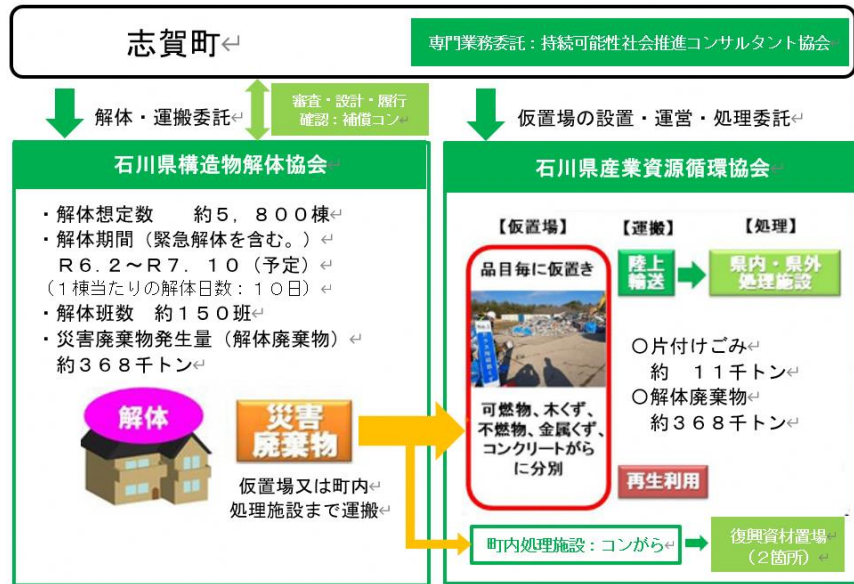 志賀町
専門業務委託：持続可能性社会推進コンサルタント協会
解体・運搬委託
審査・設計・履行
確認：補償コン
仮置場の設置・運営・処理委託
石川県構造物解体協会
・解体想定数　約５，８００棟
・解体期間（緊急解体を含む。）
Ｒ６.２～Ｒ７．１０（予定）
（１棟当たりの解体日数：１０日）
・解体班数　約１５０班
・災害廃棄物発生量（解体廃棄物）
約３６８千トン
解体
災害
廃棄物
仮置場又は町内
処理施設まで運搬
石川県産業資源循環協会
【仮置場】
【運搬】
【処理】
品目毎に仮置き
可燃物、木くず、
不燃物、金属くず、
コンクリートがら
に分別
陸上
輸送
県内・県外
処理施設
〇片付けごみ
約　１１千トン
〇解体廃棄物
約３６８千トン
再生利用
町内処理施設：コンがら
復興資材置場
（２箇所）